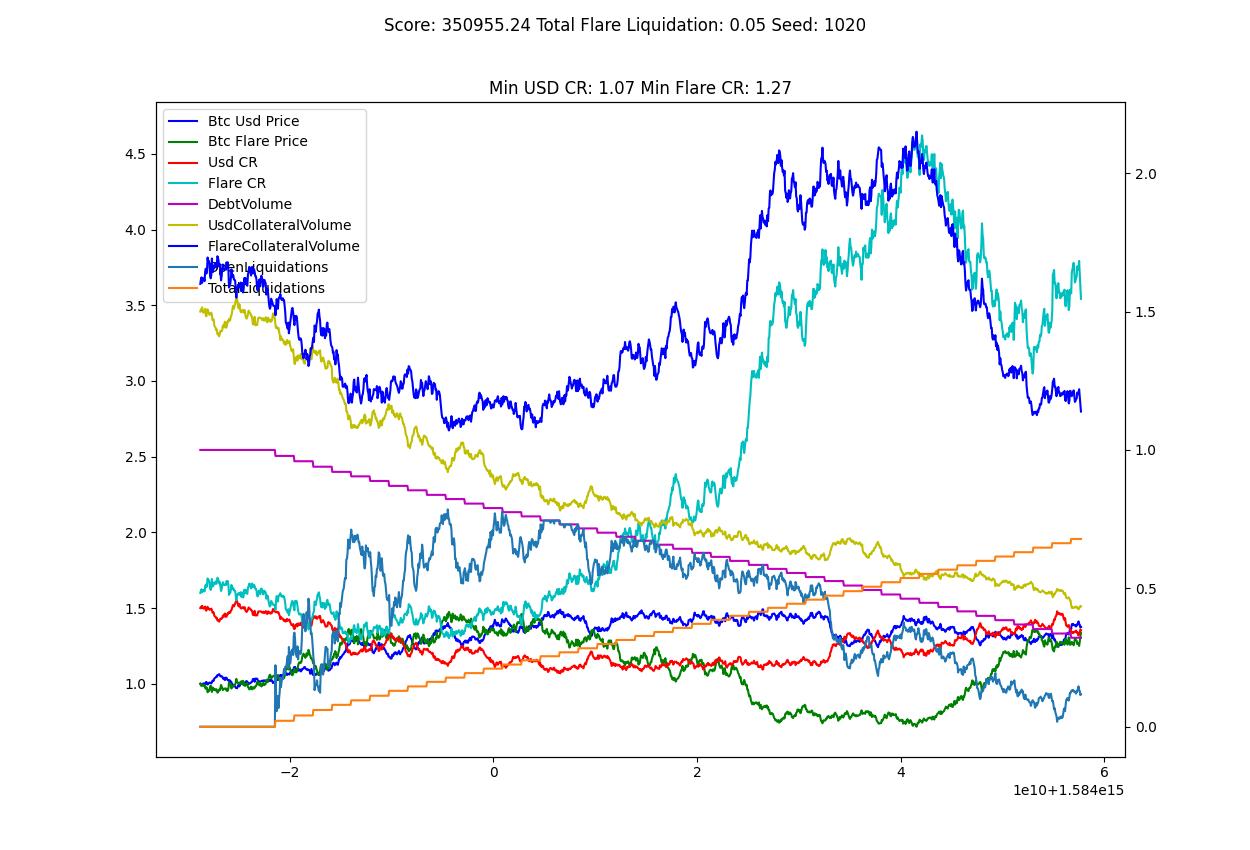 Score: 350955.24 Total Flare Liquidation: 0.05 Seed: 1020
Min USD CR: 1.07 Min Flare CR: 1.27
Btc Usd Price
Btc Flare Price
Usd CR
Flare CR
DebtVolume
UsdCollateralVolume
FlareCollateralVolume
OpenLiquidations
TotalLiquidations
4.5
4.0
3.5
3.0
2.5
2.0
1.5
1.0
2.0
1.5
1.0
0.5
0.0
−2
0
2
4
6
1e10+1.584e15